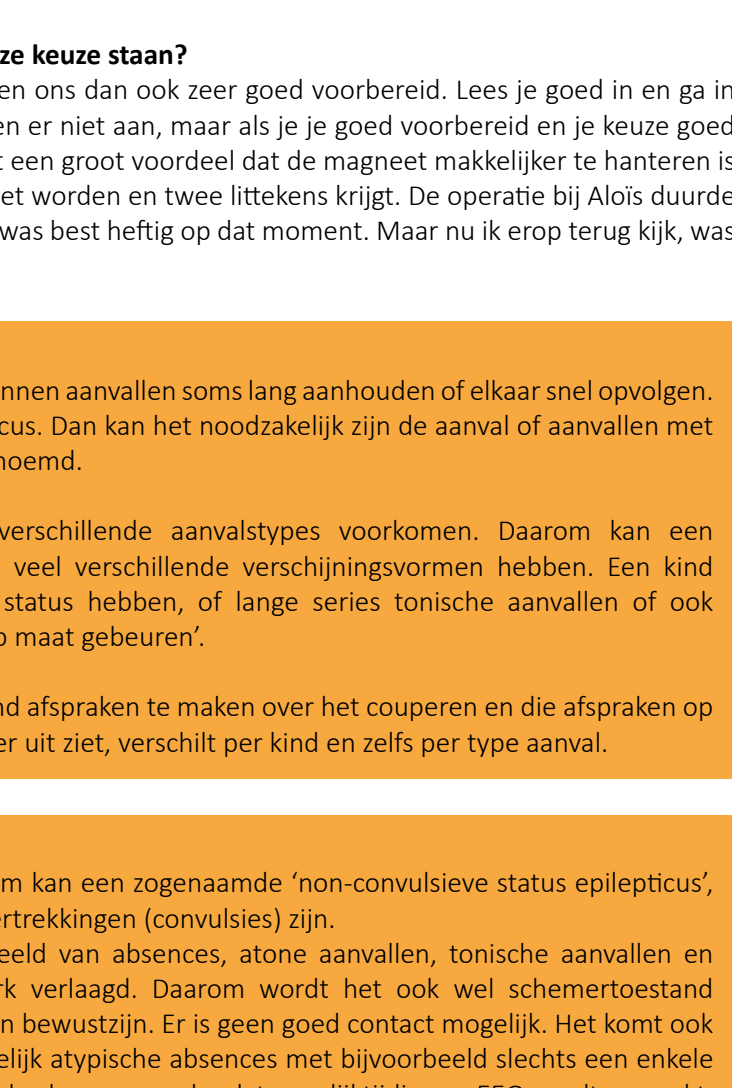 ze keuze staan?
en ons dan ook zeer goed voorbereid. Lees je goed in en ga in
en er niet aan, maar als je je goed voorbereid en je keuze goed
t een groot voordeel dat de magneet makkelijker te hanteren is
et worden en twee littekens krijgt. De operatie bij Aloïs duurde
was best heftig op dat moment. Maar nu ik erop terug kijk, was
nnen aanvallen soms lang aanhouden of elkaar snel opvolgen.
cus. Dan kan het noodzakelijk zijn de aanval of aanvallen met
noemd.
verschillende aanvalstypes voorkomen. Daarom kan een
veel verschillende verschijningsvormen hebben. Een kind
status hebben, of lange series tonische aanvallen of ook
p maat gebeuren’.
nd afspraken te maken over het couperen en die afspraken op
er uit ziet, verschilt per kind en zelfs per type aanval.
m kan een zogenaamde ‘non-convulsieve status epilepticus’,
ertrekkingen (convulsies) zijn.
eeld van absences, atone aanvallen, tonische aanvallen en
rk verlaagd. Daarom wordt het ook wel schemertoestand
n bewustzijn. Er is geen goed contact mogelijk. Het komt ook
elijk atypische absences met bijvoorbeeld slechts een enkele